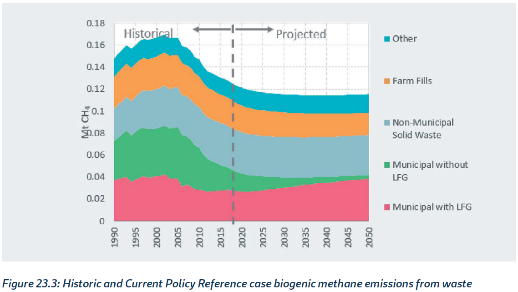 0.18
Historical
Projected
0.16
0.14
0.12
0.1
0.08
0.06
0.04
0.02
0
Mt CH₄
1990
1995
2000
2005
2010
2015
2020
2025
2030
2035
2040
2045
2050
Other
Farm Fills
Non-Municipal
Solid Waste
Municipal without
LFG
Municipal with LFG
Figure 23.3: Historic and Current Policy Reference case biogenic methane emissions from waste